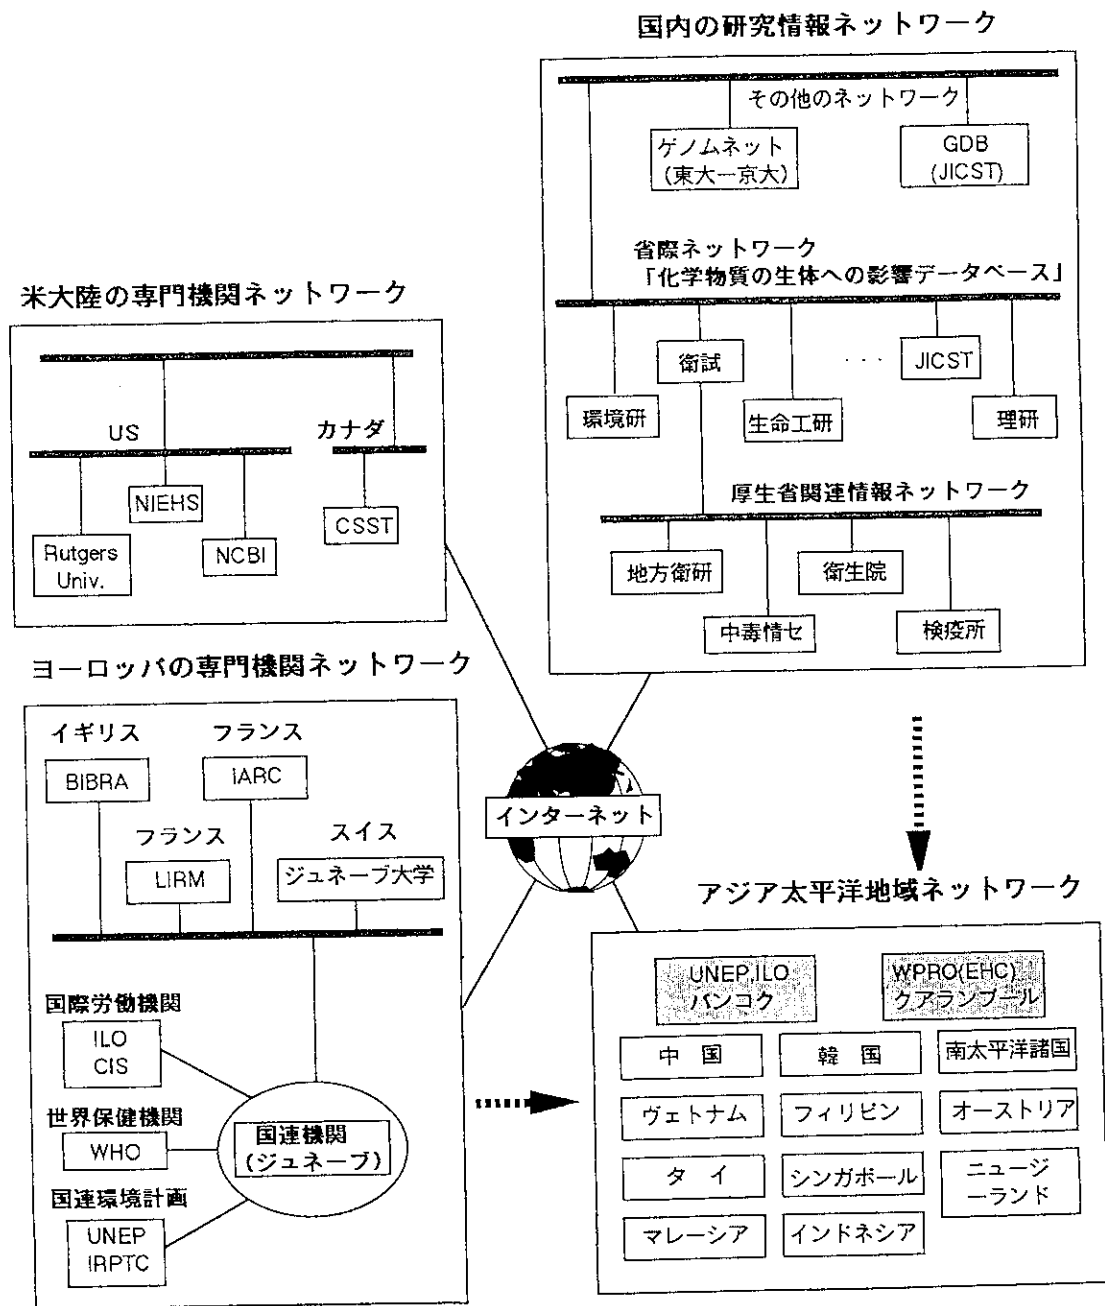 国内の研究情報ネットワーク
その他のネットワーク
ゲノムネット
(東大ー京大)
GDB
(JICST)
省際ネットワーク
「化学物質の生体への影響データベース」
衛試
・・・
JICST
環境研
生命工研
理研
厚生省関連情報ネットワーク
地方衛研
衛生院
中毒情セ
検疫所
米大陸の専門機関ネットワーク
US
カナダ
NIEHS
CSST
Rutgers
Univ.
NCBI
ヨーロッパの専門機関ネットワーク
イギリス
フランス
BIBRA
IARC
フランス
スイス
LIRM
ジュネーブ大学
国際労働機関
ILO
CIS
世界保健機関
WHO
国連機関
(ジュネーブ)
国連環境計画
UNEP
IRPTC
インターネット
アジア太平洋地域ネットワーク
UNEP,ILO
バンコク
WPRO(EHC)
クアランプール
中 国
韓 国
南太平洋諸国
ヴェトナム
フィリピン
オーストリア
タ イ
シンガポール
ニュージ
ーランド
マレーシア
インドネシア